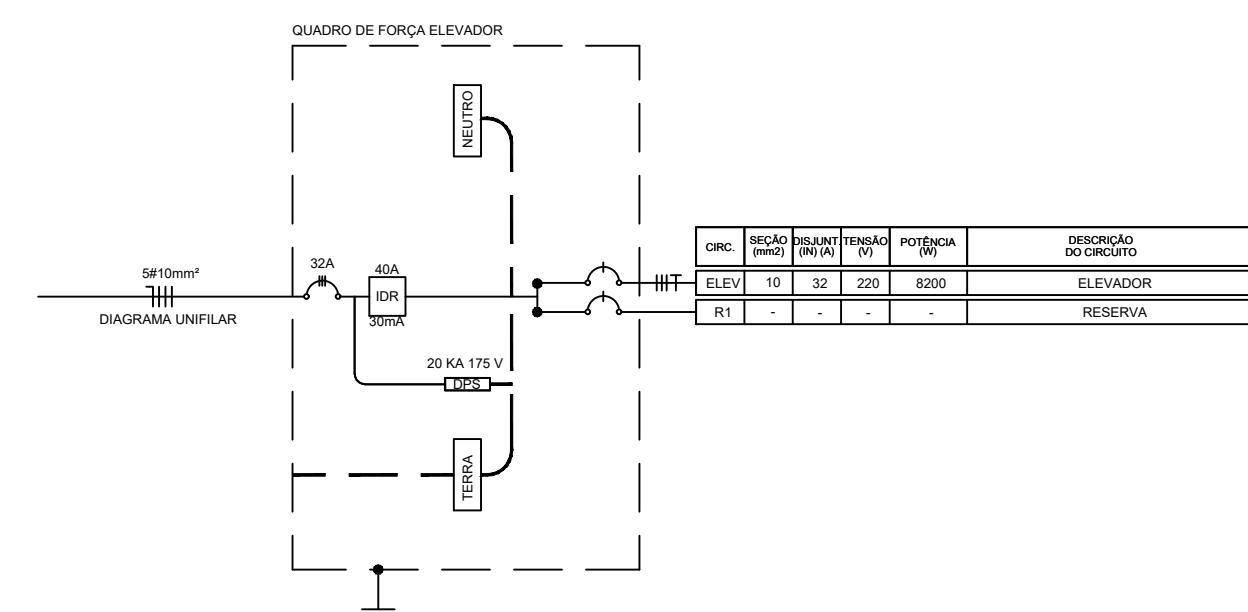 QUADRO DE FORÇA ELEVADOR
NEUTRO
5#10mm²
DIAGRAMA UNIFILAR
32A
40A
IDR
30mA
20 KA 175 V
DPS
TERRA
CIRC. SEÇÃO (mm2) DISJUNT. (IN) (A) TENSÃO (V) POTÊNCIA (W) DESCRIÇÃO DO CIRCUITO
ELEV 10 32 220 8200 ELEVADOR
R1 - - - - RESERVA